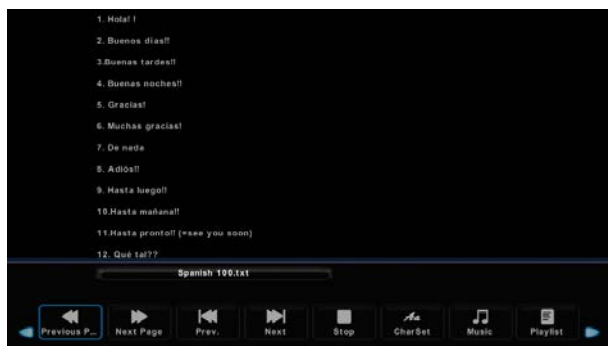 1. Hola! !
2. Buenos días!!
3.Buenas tardes!!
4. Buenas noches!!
5. Gracias!
6. Muchas gracias!
7. De nada
8. Adiós!!
9. Hasta luego!!
10.Hasta mañana!!
11.Hasta pronto!! (=see you soon)
12. Qué tal??
Spanish 100.txt
Previous P... Next Page Prev. Next Stop CharSet Music Playlist